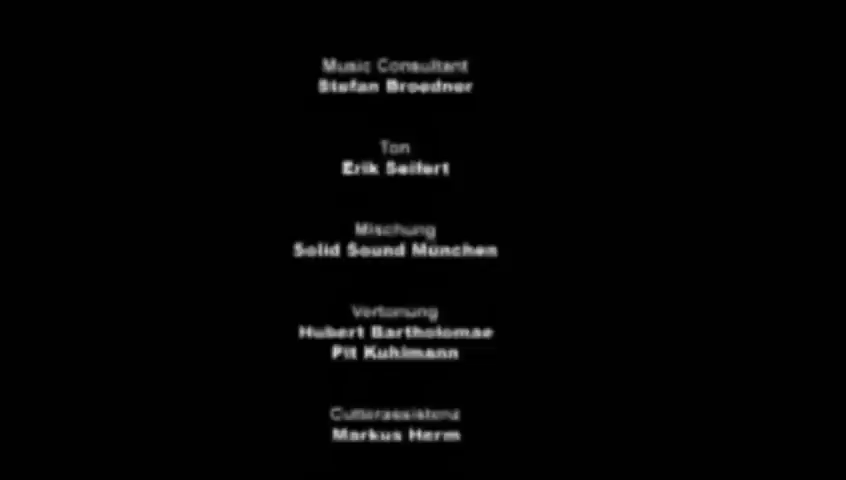 Music Consultant
Stefan Broedner
Ton
Erik Seifert
Mischung
Solid Sound München
Vertonung
Hubert Bartholomae
Pit Kuhlmann
Cutterassistenz
Markus Herm